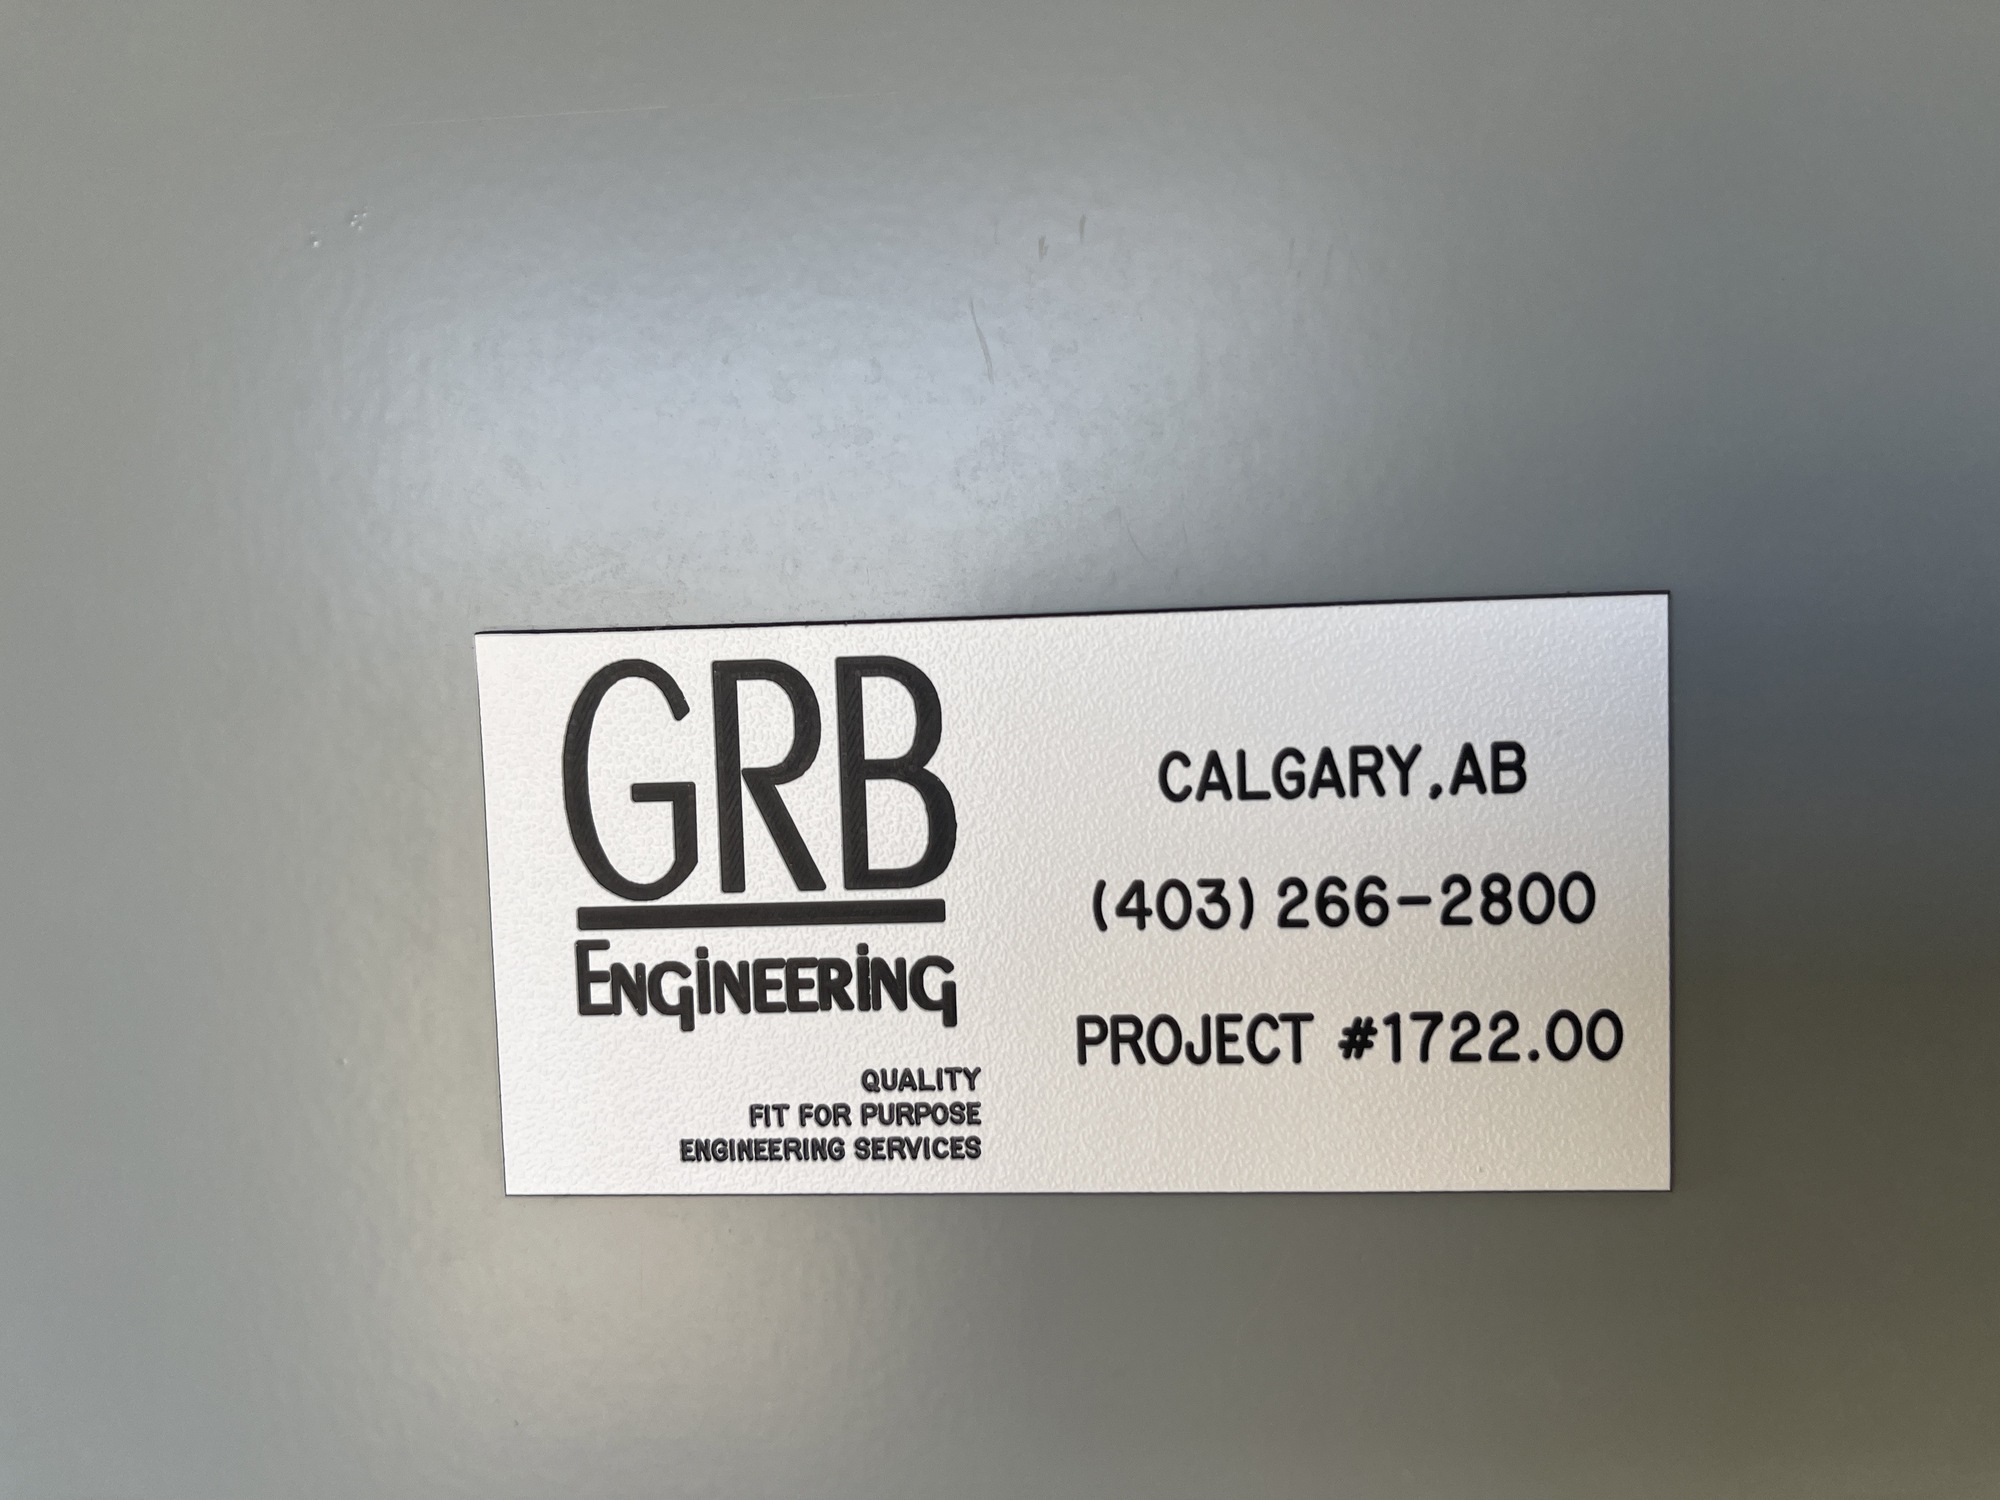 GRB
ENGiNEERiNG
QUALITY
FIT FOR PURPOSE
ENGINEERING SERVICES
CALGARY, AB
(403) 266-2800
PROJECT #1722.00